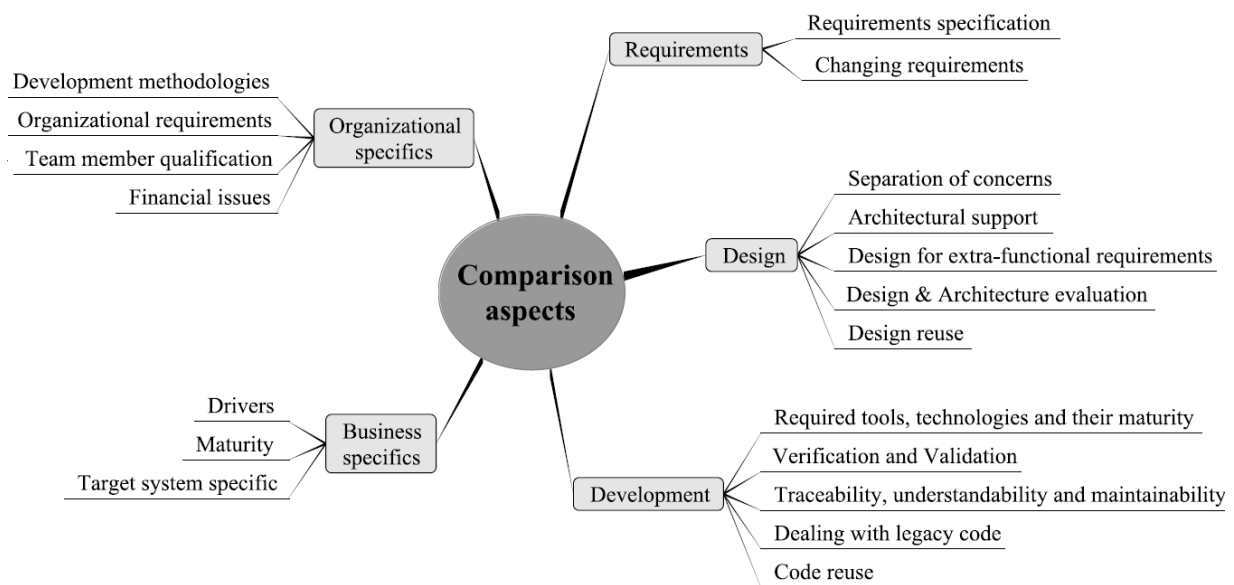 Requirements
Requirements specification
Changing requirements
Development methodologies
Organizational requirements
Team member qualification
Financial issues
Organizational
specifics
Comparison
aspects
Design
Separation of concerns
Architectural support
Design for extra-functional requirements
Design & Architecture evaluation
Design reuse
Drivers
Maturity
Target system specific
Business
specifics
Development
Required tools, technologies and their maturity
Verification and Validation
Traceability, understandability and maintainability
Dealing with legacy code
Code reuse